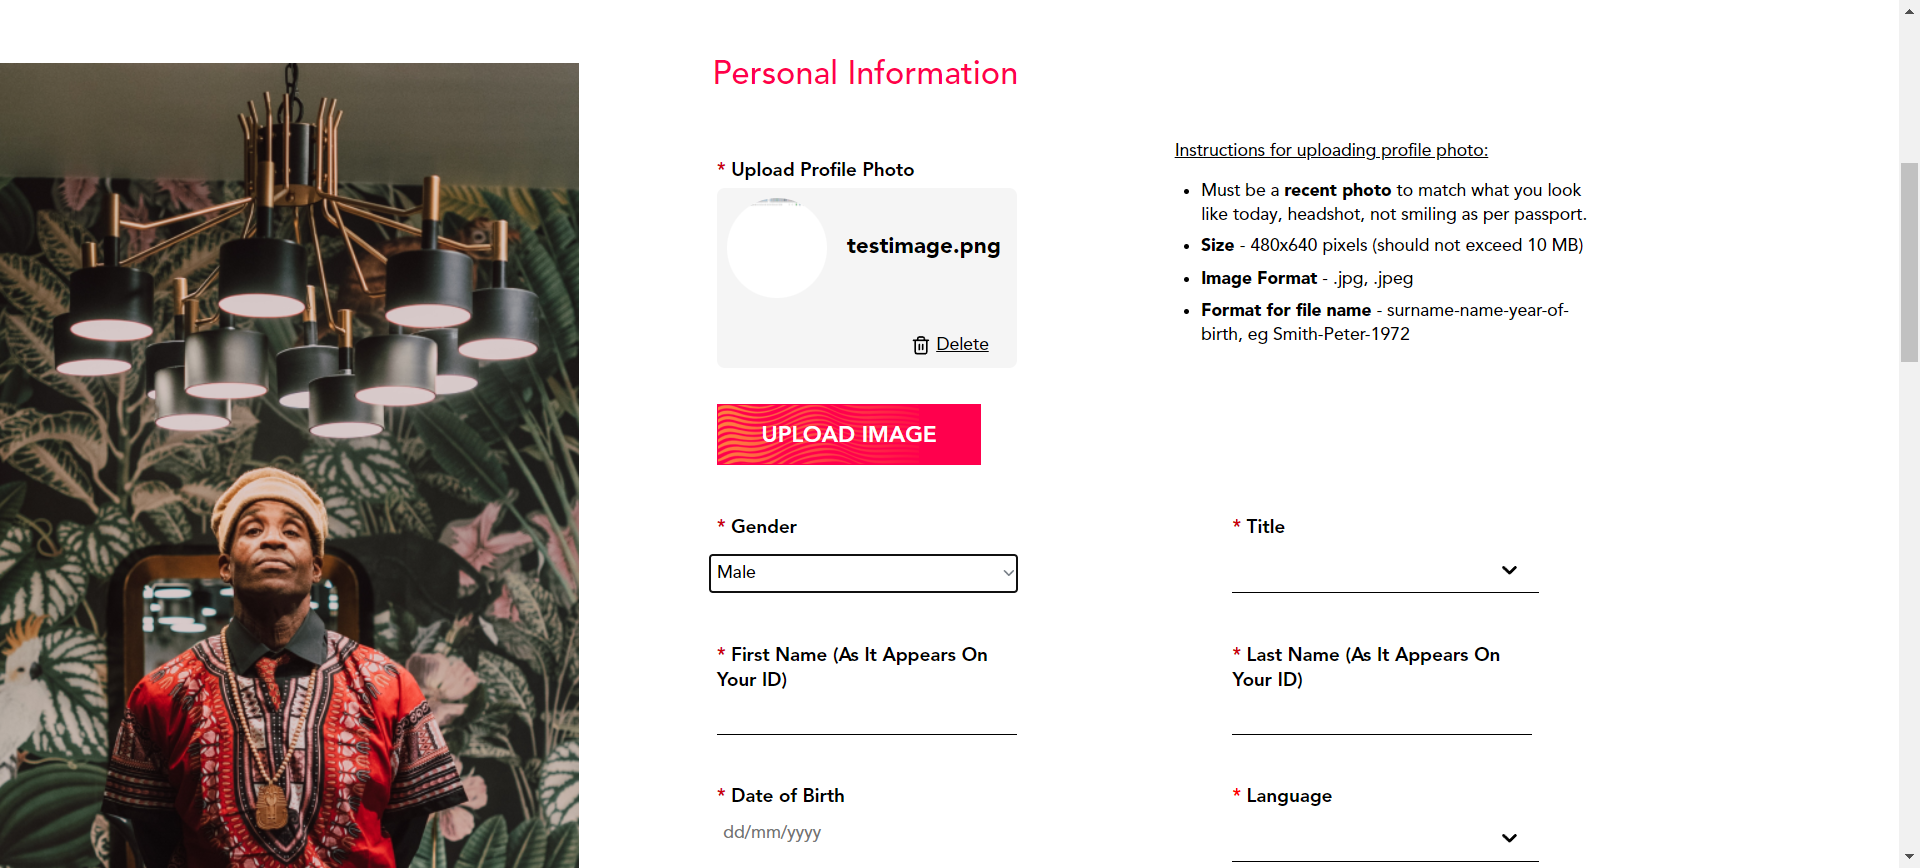 Personal Information
* Upload Profile Photo
testimage.png
Delete
UPLOAD IMAGE
Instructions for uploading profile photo:
• Must be a recent photo to match what you look
like today, headshot, not smiling as per passport.
• Size - 480x640 pixels (should not exceed 10 MB)
• Image Format - .jpg, .jpeg
• Format for file name - surname-name-year-of-
birth, eg Smith-Peter-1972
* Gender
Male
* Title
* First Name (As It Appears On
Your ID)
* Last Name (As It Appears On
Your ID)
* Date of Birth
dd/mm/yyyy
* Language